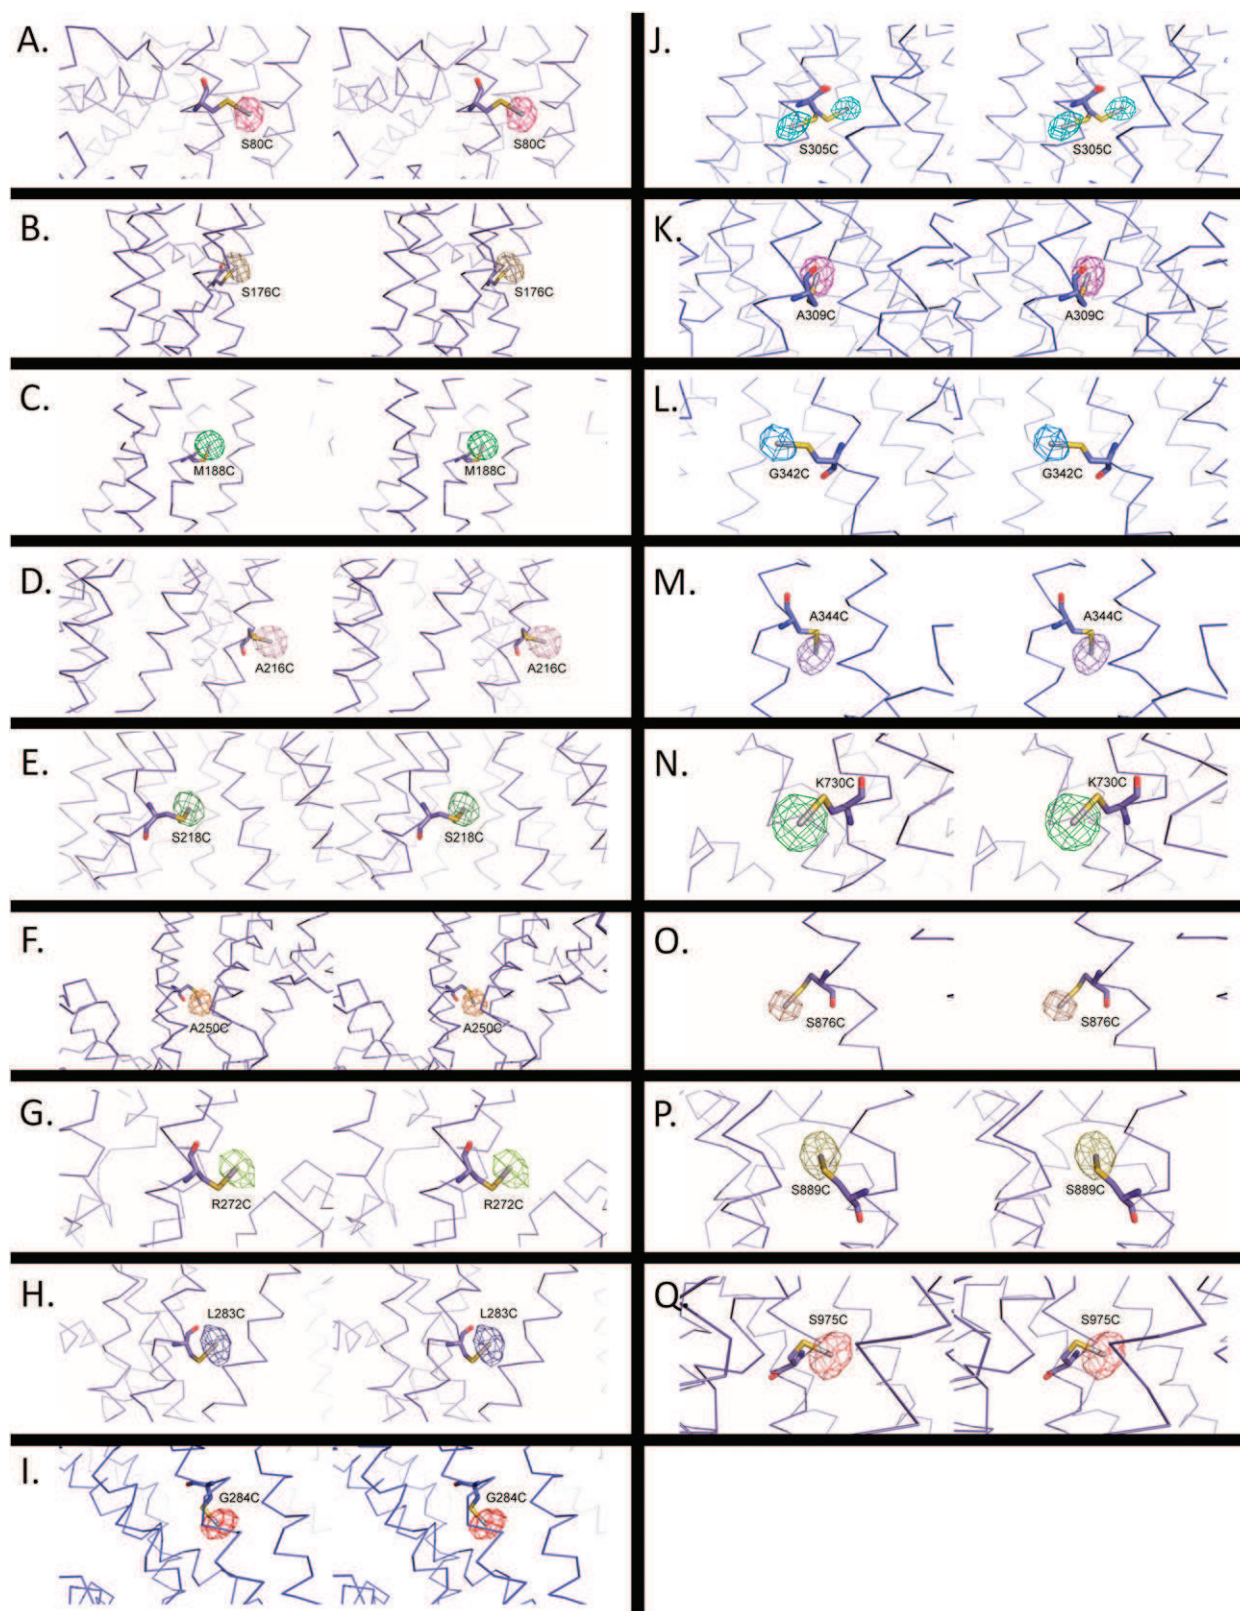 A.
S80C
S80C
B.
S176C
S176C
C.
M188C
M188C
D.
A216C
A216C
E.
S218C
S218C
F.
A250C
A250C
G.
R272C
R272C
H.
L283C
L283C
I.
G284C
G284C
J.
S305C
S305C
K.
A309C
A309C
L.
G342C
G342C
M.
A344C
A344C
N.
K730C
K730C
O.
S876C
S876C
P.
S889C
S889C
Q.
S975C
S975C